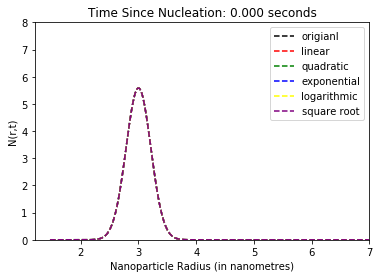 Time Since Nucleation: 0.000 seconds
origianl
linear
quadratic
exponential
logarithmic
square root
N(r,t)
8
7
6
5
4
3
2
1
0
2 3 4 5 6 7
Nanoparticle Radius (in nanometres)